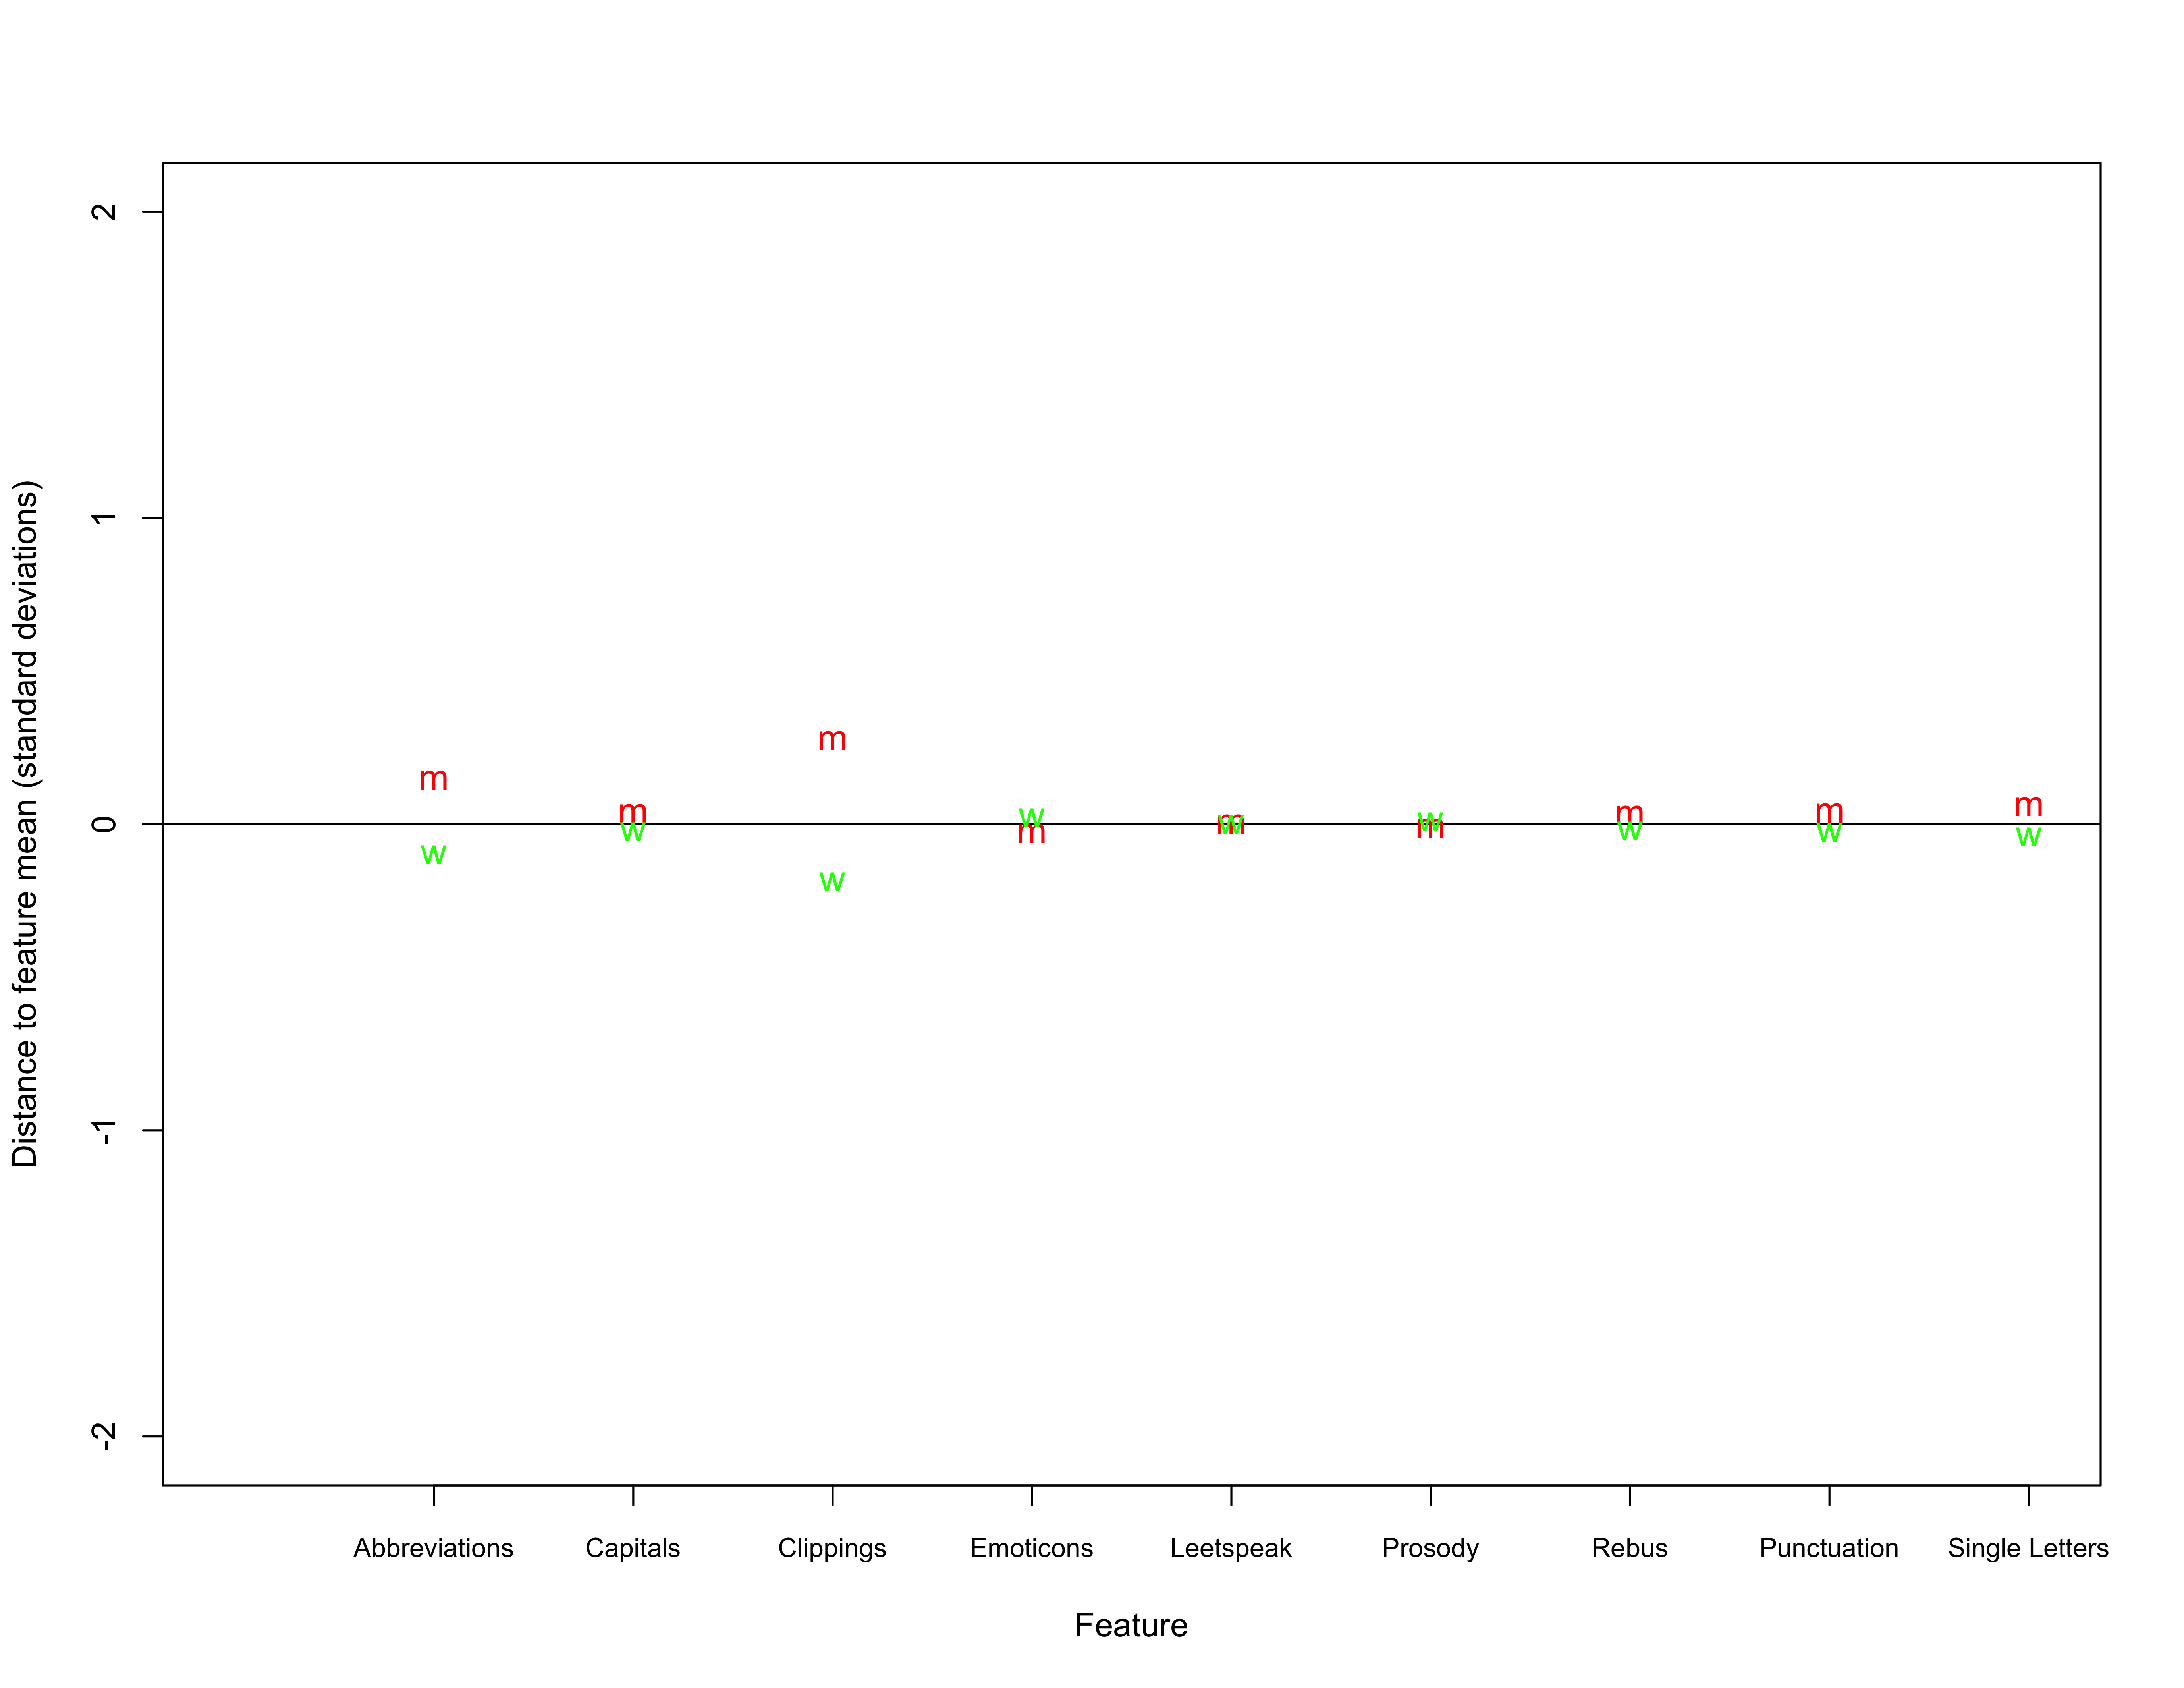 Distance to feature mean (standard deviations)
2
1
0
-1
-2
m m m m m m m m m
w w w w w w w w w
Abbreviations Capitals Clippings Emoticons Leetspeak Prosody Rebus Punctuation Single Letters
Feature